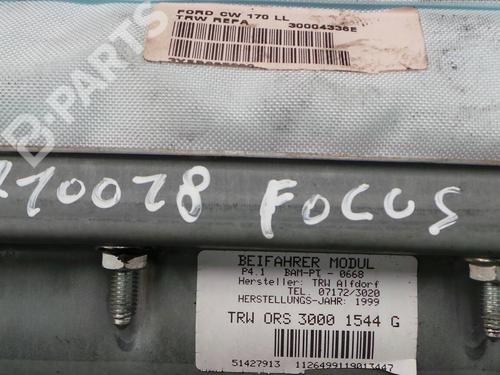 FORD CW 170 LL
TRW REPA 30004336E
210078 FOCUS
BEIFAHRER MODUL
P4.1 BAM-PT - 0668
Hersteller: TRW Alfdorf
TEL. 07172/3020
HERSTELLUNGS-JAHR: 1999
TRW ORS 3000 1544 G
51427913 1126499119013447
B-PARTS